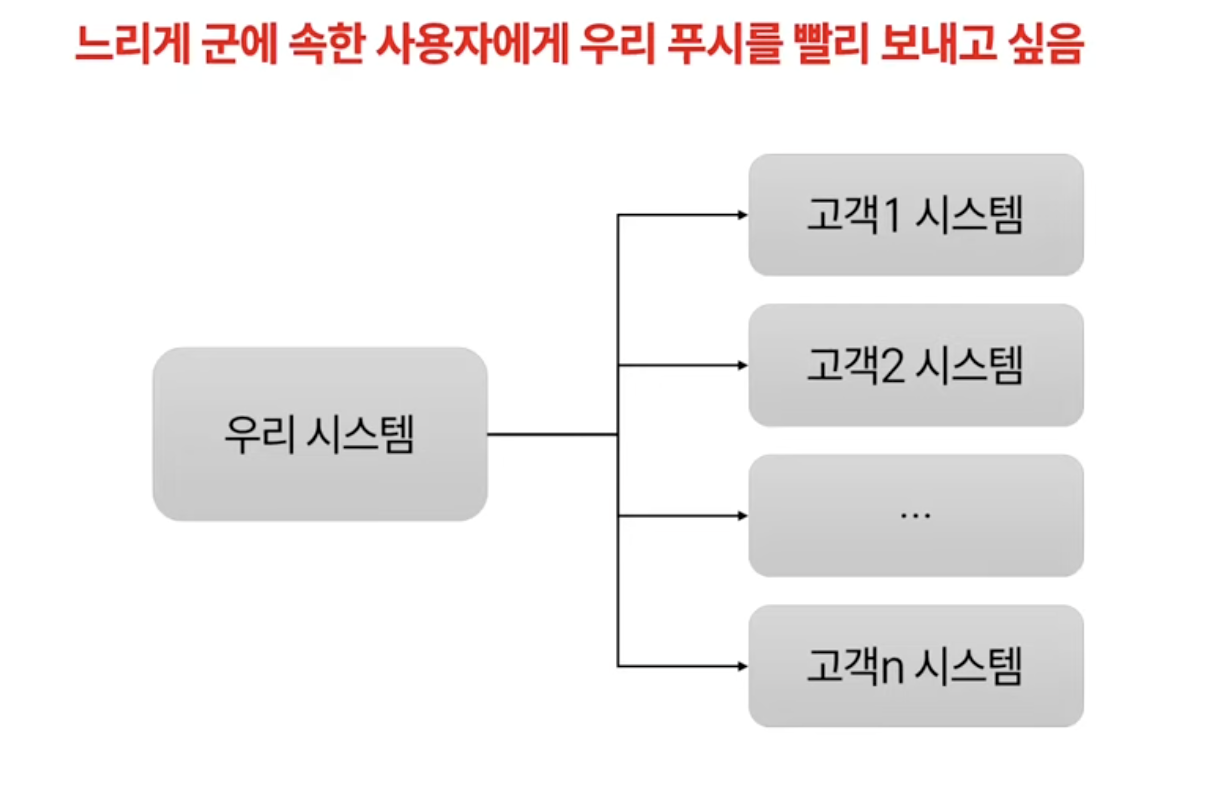 느리게 군에 속한 사용자에게 우리 푸시를 빨리 보내고 싶음
고객1 시스템
고객2 시스템
우리 시스템
...
고객n 시스템